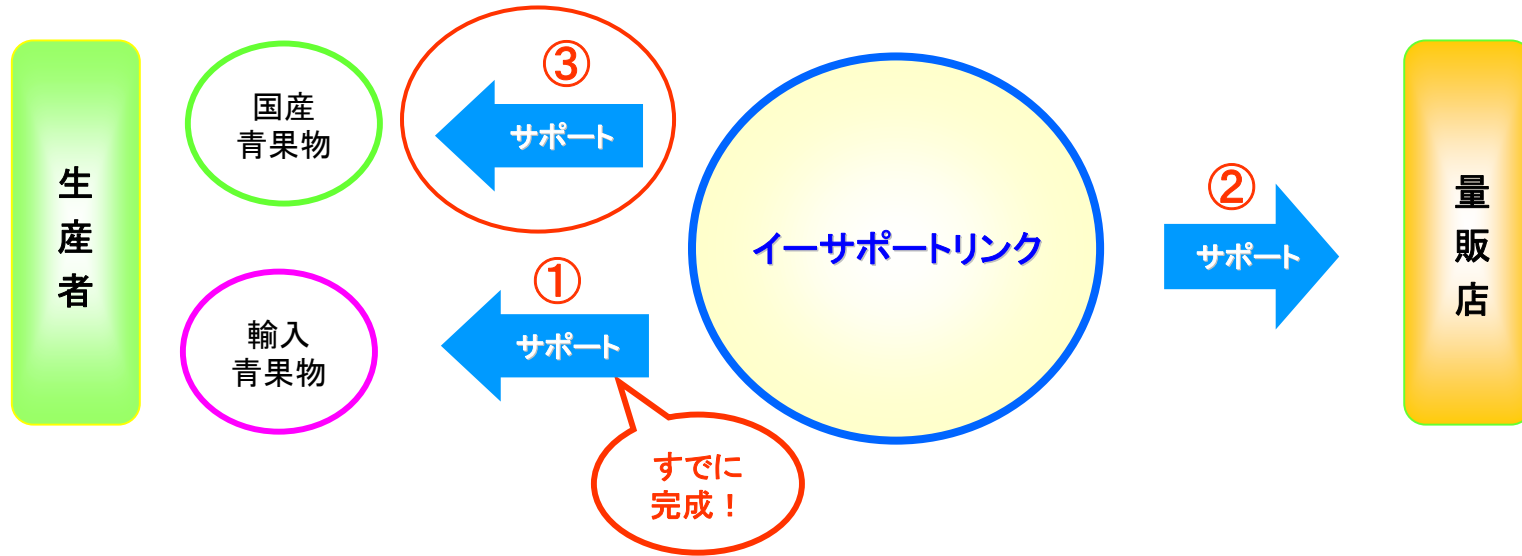 生
産
者
国産
青果物
③
サポート
輸入
青果物
①
サポート
すでに
完成！
イーサポートリンク
②
サポート
量
販
店